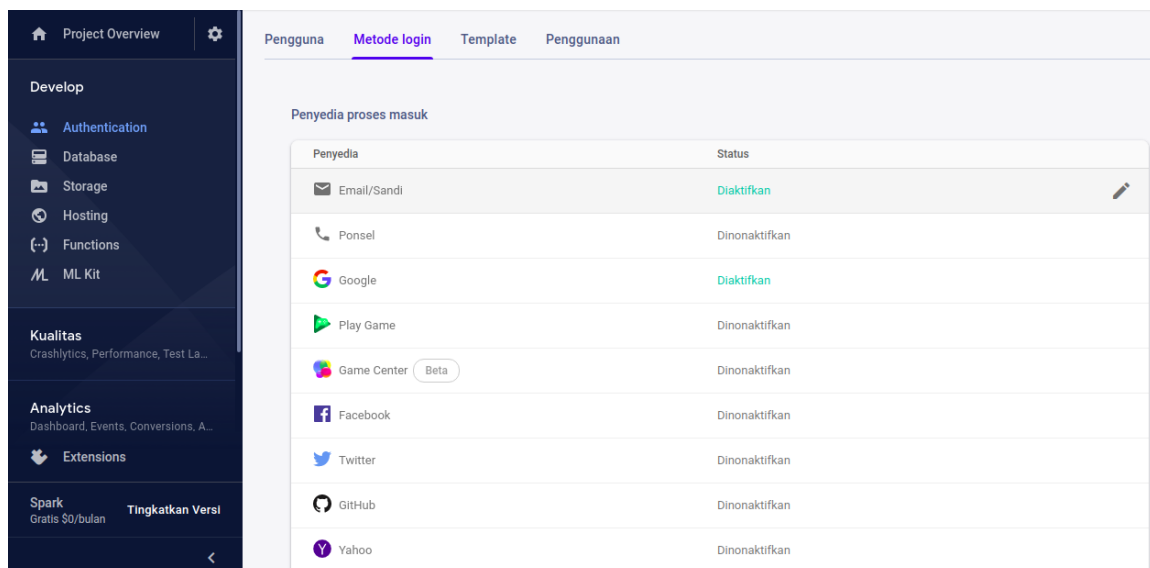 Project Overview
Develop
Authentication
Database
Storage
Hosting
Functions
ML Kit
Kualitas
Crashlytics, Performance, Test La...
Analytics
Dashboard, Events, Conversions, A...
Extensions
Spark
Gratis $0/bulan
Tingkatkan Versi
Pengguna Metode login Template Penggunaan
Penyedia proses masuk
Penyedia Status
Email/Sandi Diaktifkan
Ponsel Dinonaktifkan
Google Diaktifkan
Play Game Dinonaktifkan
Game Center Beta Dinonaktifkan
Facebook Dinonaktifkan
Twitter Dinonaktifkan
GitHub Dinonaktifkan
Yahoo Dinonaktifkan